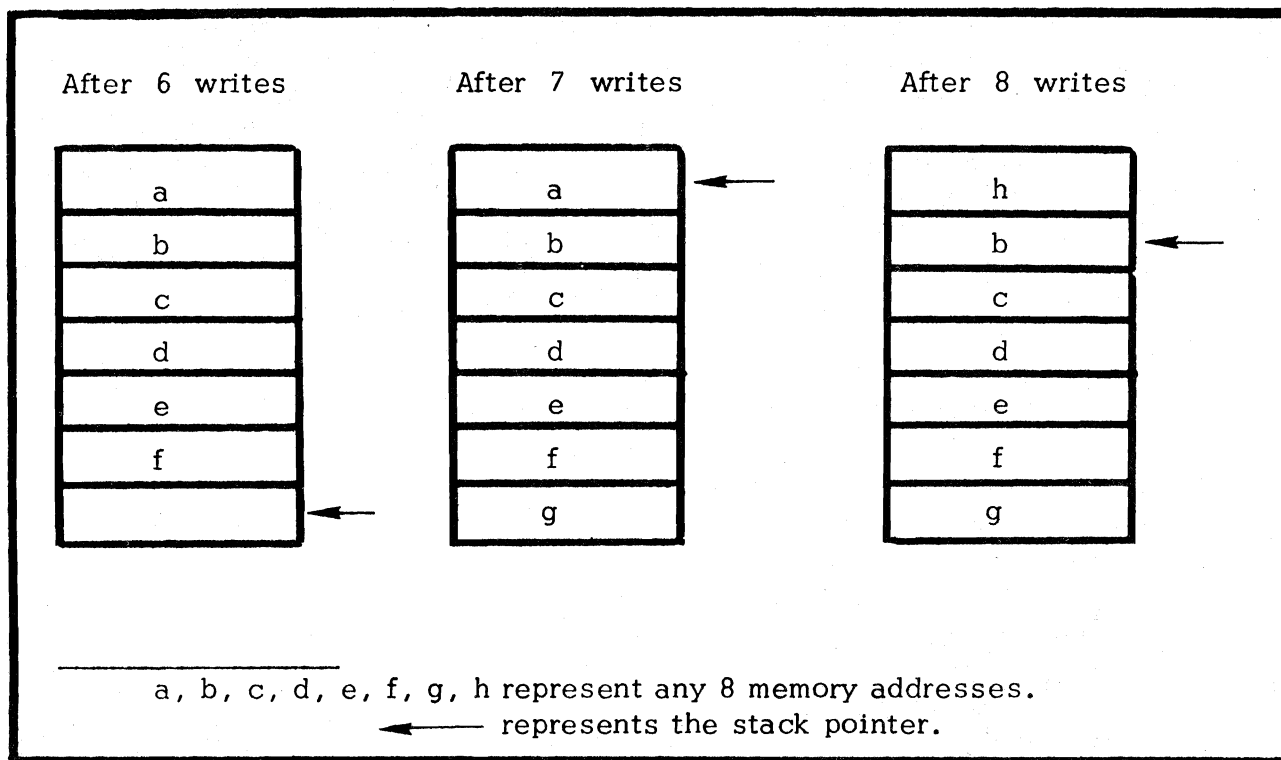 After 6 writes
a
b
c
d
e
f
After 7 writes
a
b
c
d
e
f
g
After 8 writes
h
b
c
d
e
f
g
a, b, c, d, e, f, g, h represent any 8 memory addresses.
represents the stack pointer.